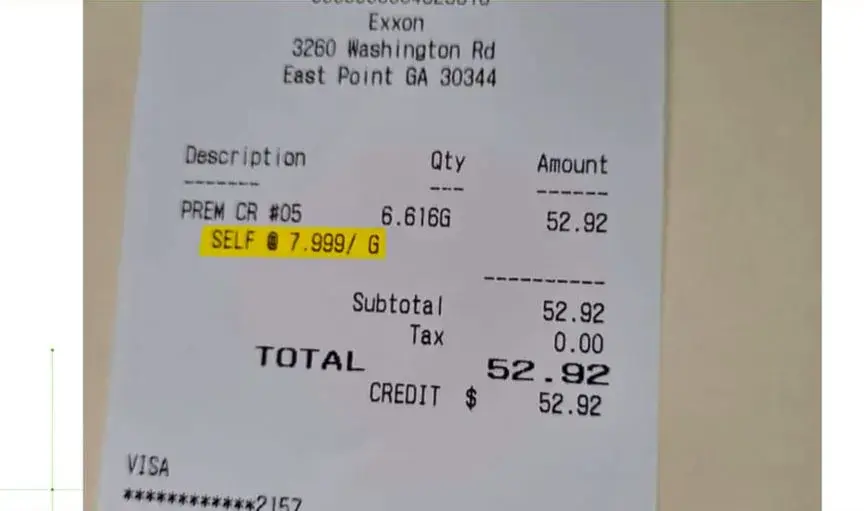 Exxon
3260 Washington Rd
East Point GA 30344
Description Qty Amount
PREM CR #05 6.616G 52.92
SELF @ 7.999/ G
Subtotal 52.92
Tax 0.00
TOTAL 52.92
CREDIT $ 52.92
VISA
************2157